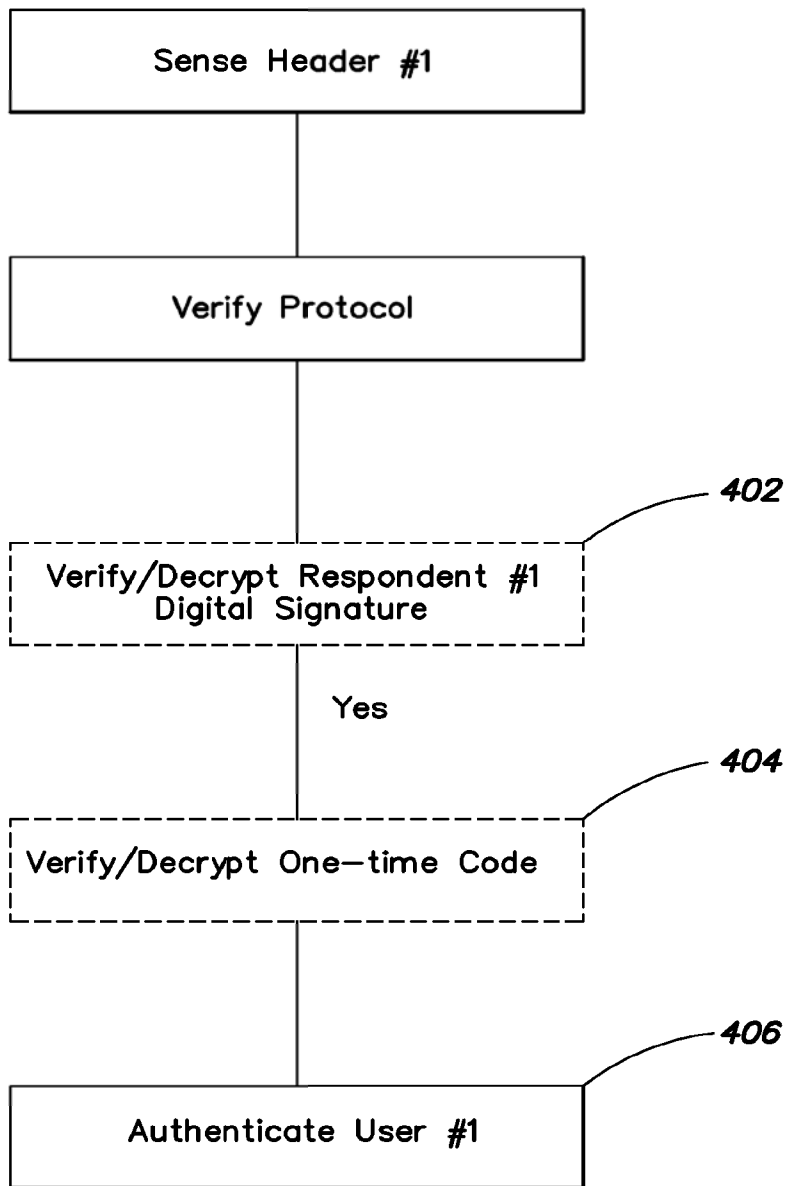 Sense Header #1
Verify Protocol
402
Verify/Decrypt Respondent #1
Digital Signature
Yes
404
Verify/Decrypt One-time Code
406
Authenticate User #1